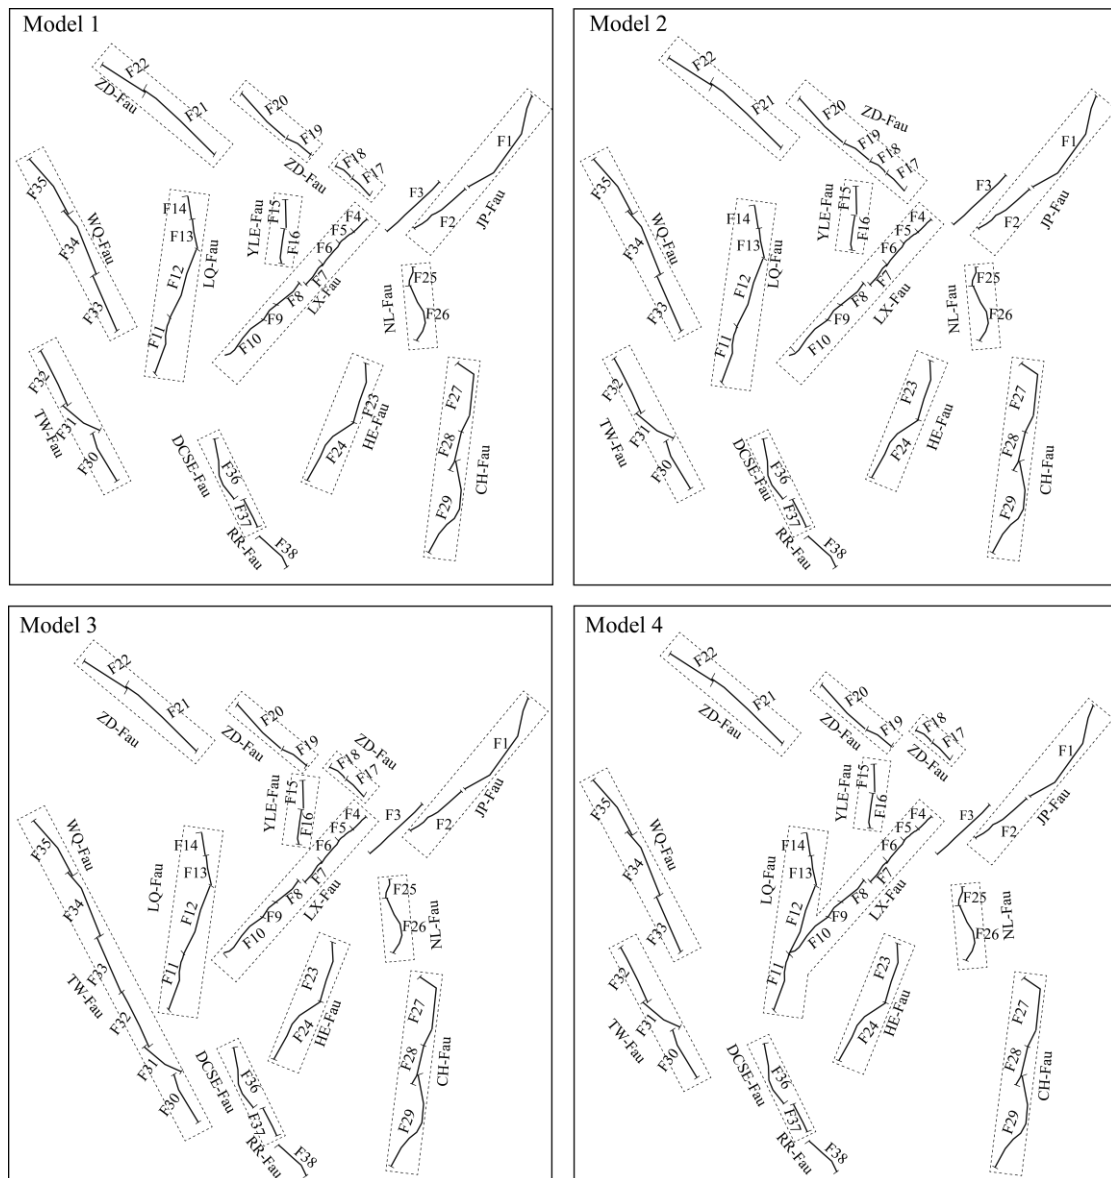 Model 1
F22
ZD-Fau
F21
F20
F19
ZD-Fau
F18
F17
F1
F3
F2
JP-Fau
F35
WQ-Fau
F34
F33
F14
F13
F12
LQ-Fau
F11
YLE-Fau
F15
F16
F4
F5
F6
F7
F8
LX-Fau
F9
F10
NL-Fau
F25
F26
F32
F31
TW-Fau
F30
F23
F24
HE-Fau
F27
F28
F29
CH-Fau
DCSE-Fau
F36
F37
RR-Fau
F38
Model 2
F22
F21
F20
ZD-Fau
F19
F18
F17
F1
F3
F2
JP-Fau
F35
WQ-Fau
F34
F33
F14
F13
F12
LQ-Fau
F11
YLE-Fau
F15
F16
F4
F5
F6
F7
F8
LX-Fau
F9
F10
NL-Fau
F25
F26
F32
F31
TW-Fau
F30
F23
F24
HE-Fau
F27
F28
F29
CH-Fau
DCSE-Fau
F36
F37
RR-Fau
F38
Model 3
F22
F21
ZD-Fau
F20
F19
ZD-Fau
ZD-Fau
F18
F17
F1
F3
F2
JP-Fau
F35
WQ-Fau
F34
F33
TW-Fau
F32
F31
F30
LQ-Fau
F14
F13
F12
F11
YLE-Fau
F15
F16
F4
F5
F6
F7
F8
LX-Fau
F9
F10
F25
F26
NL-Fau
F23
F24
HE-Fau
F27
F28
F29
CH-Fau
DCSE-Fau
F36
F37
RR-Fau
F38
Model 4
F22
F21
ZD-Fau
F20
F19
F18
F17
ZD-Fau
F1
F3
F2
JP-Fau
F35
WQ-Fau
F34
F33
LQ-Fau
F14
F13
F12
F11
YLE-Fau
F15
F16
F4
F5
F6
F7
F8
LX-Fau
F9
F10
F25
F26
NL-Fau
F32
F31
TW-Fau
F30
F23
F24
HE-Fau
F27
F28
F29
CH-Fau
DCSE-Fau
F36
F37
RR-Fau
F38